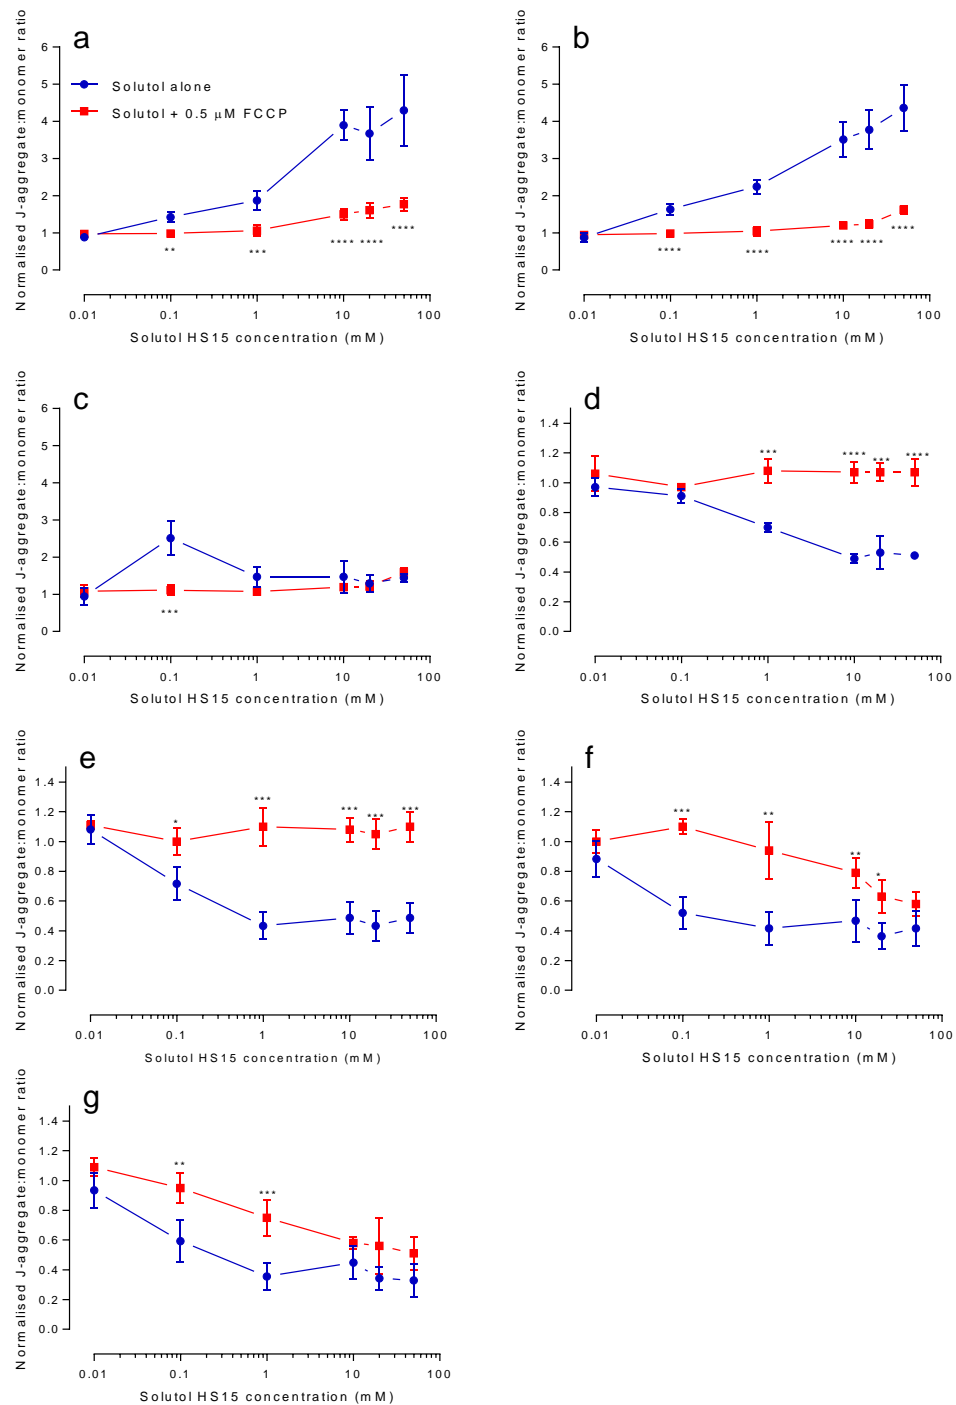 a
Normalised J-aggregate:monomer ratio
6
5
4
3
2
1
0
Solutol alone
Solutol + 0.5 μM FCCP
** *** **** **** ****
0.01 0.1 1 10 100
Solutol HS15 concentration (mM)
b
Normalised J-aggregate:monomer ratio
6
5
4
3
2
1
0
**** **** **** **** ****
0.01 0.1 1 10 100
Solutol HS15 concentration (mM)
c
Normalised J-aggregate:monomer ratio
6
5
4
3
2
1
0
***
0.01 0.1 1 10 100
Solutol HS15 concentration (mM)
d
Normalised J-aggregate:monomer ratio
1.4
1.2
1.0
0.8
0.6
0.4
0.2
0.0
*** **** *** ****
0.01 0.1 1 10 100
Solutol HS15 concentration (mM)
e
Normalised J-aggregate:monomer ratio
1.4
1.2
1.0
0.8
0.6
0.4
0.2
0.0
* *** *** *** ***
0.01 0.1 1 10 100
Solutol HS15 concentration (mM)
f
Normalised J-aggregate:monomer ratio
1.4
1.2
1.0
0.8
0.6
0.4
0.2
0.0
*** ** ** *
0.01 0.1 1 10 100
Solutol HS15 concentration (mM)
g
Normalised J-aggregate:monomer ratio
1.4
1.2
1.0
0.8
0.6
0.4
0.2
0.0
** ***
0.01 0.1 1 10 100
Solutol HS15 concentration (mM)